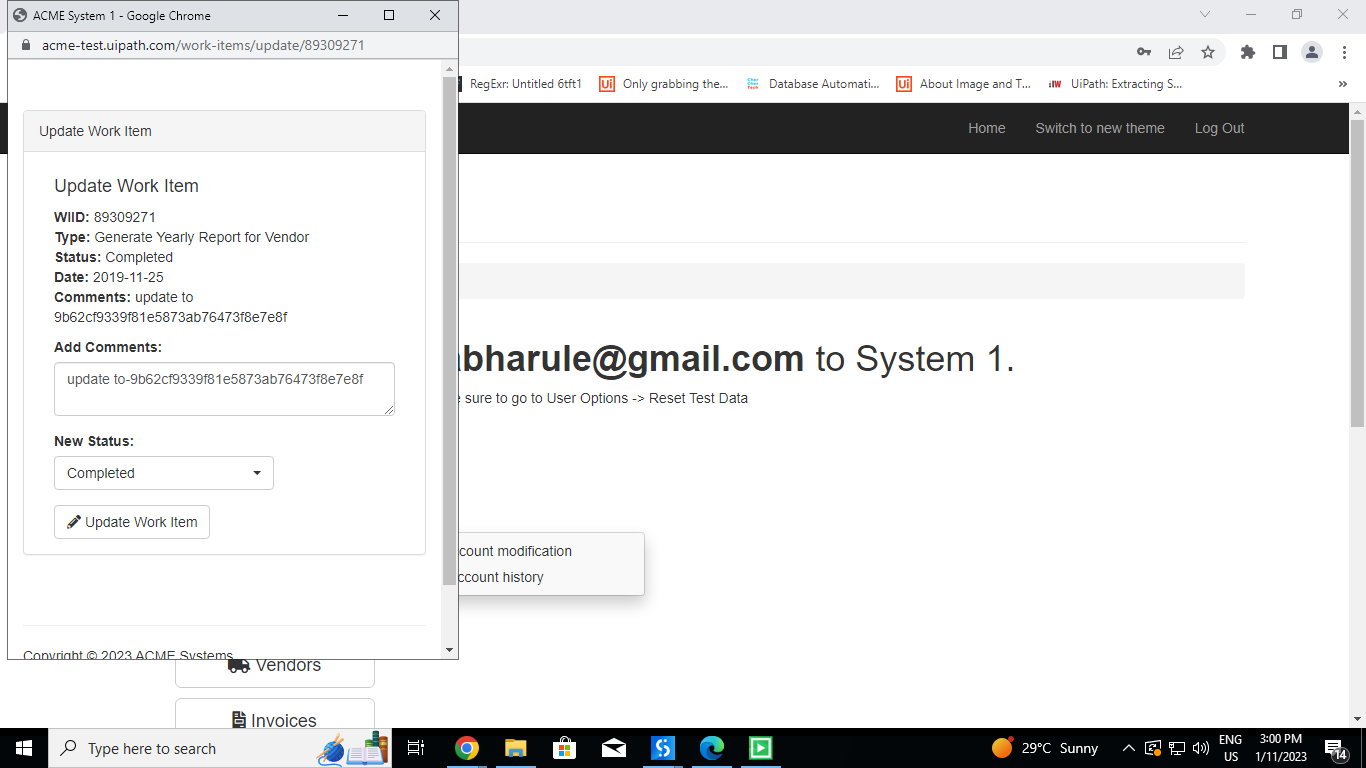 ACME System 1 - Google Chrome
acme-test.uipath.com/work-items/update/89309271
RegExr: Untitled 6tft1
Only grabbing the...
Database Automati...
About Image and T...
UiPath: Extracting S...
»
Home
Switch to new theme
Log Out
Update Work Item
Update Work Item
WIID: 89309271
Type: Generate Yearly Report for Vendor
Status: Completed
Date: 2019-11-25
Comments: update to
9b62cf9339f81e5873ab76473f8e7e8f
Add Comments:
update to-9b62cf9339f81e5873ab76473f8e7e8f
New Status:
Completed
Update Work Item
Copyright © 2023 ACME Systems
abharule@gmail.com to System 1.
e sure to go to User Options -> Reset Test Data
count modification
ccount history
Vendors
Invoices
Type here to search
29°C Sunny
ENG
US
3:00 PM
1/11/2023
14